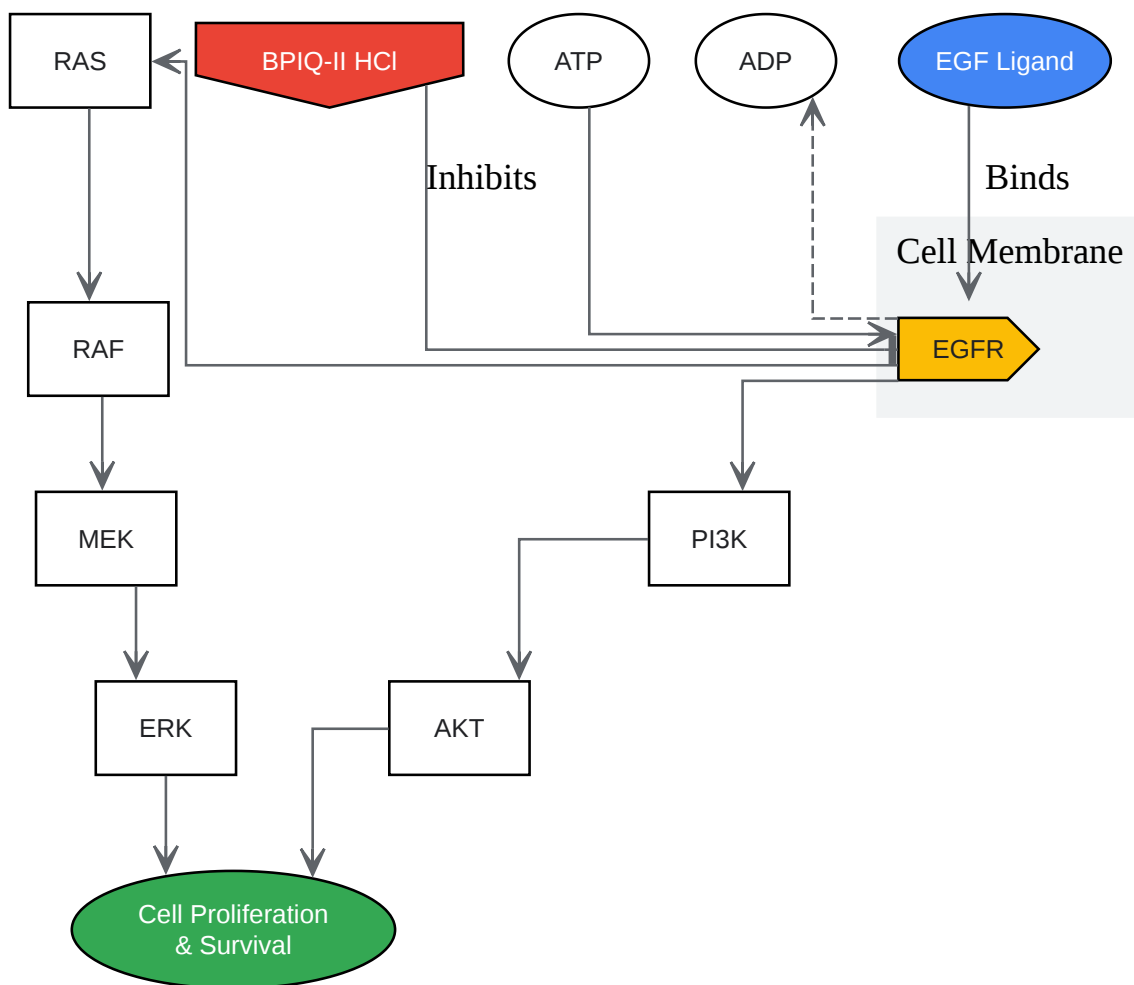 RAS
BPIQ-II HCl
ATP
ADP
EGF Ligand
Inhibits
Binds
Cell Membrane
RAF
EGFR
MEK
PI3K
ERK
AKT
Cell Proliferation
& Survival